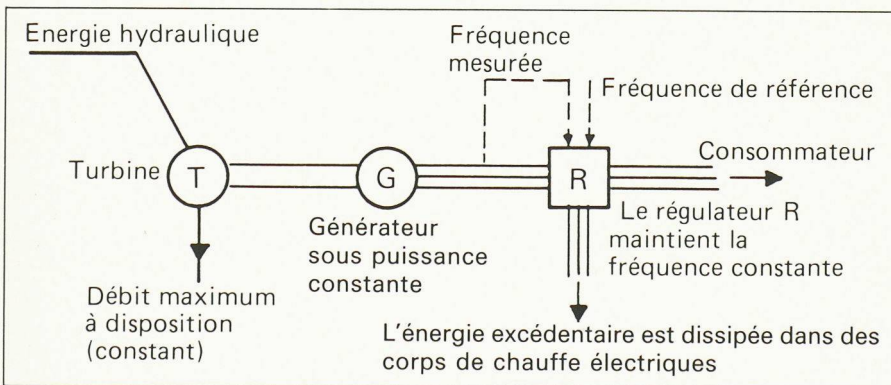 Energie hydraulique
Fréquence
mesurée
Fréquence de référence
Turbine
T
G
R
Consommateur
Générateur
sous puissance
constante
Le régulateur R
maintient la
fréquence constante
Débit maximum
à disposition
(constant)
L'énergie excédentaire est dissipée dans des
corps de chauffe électriques